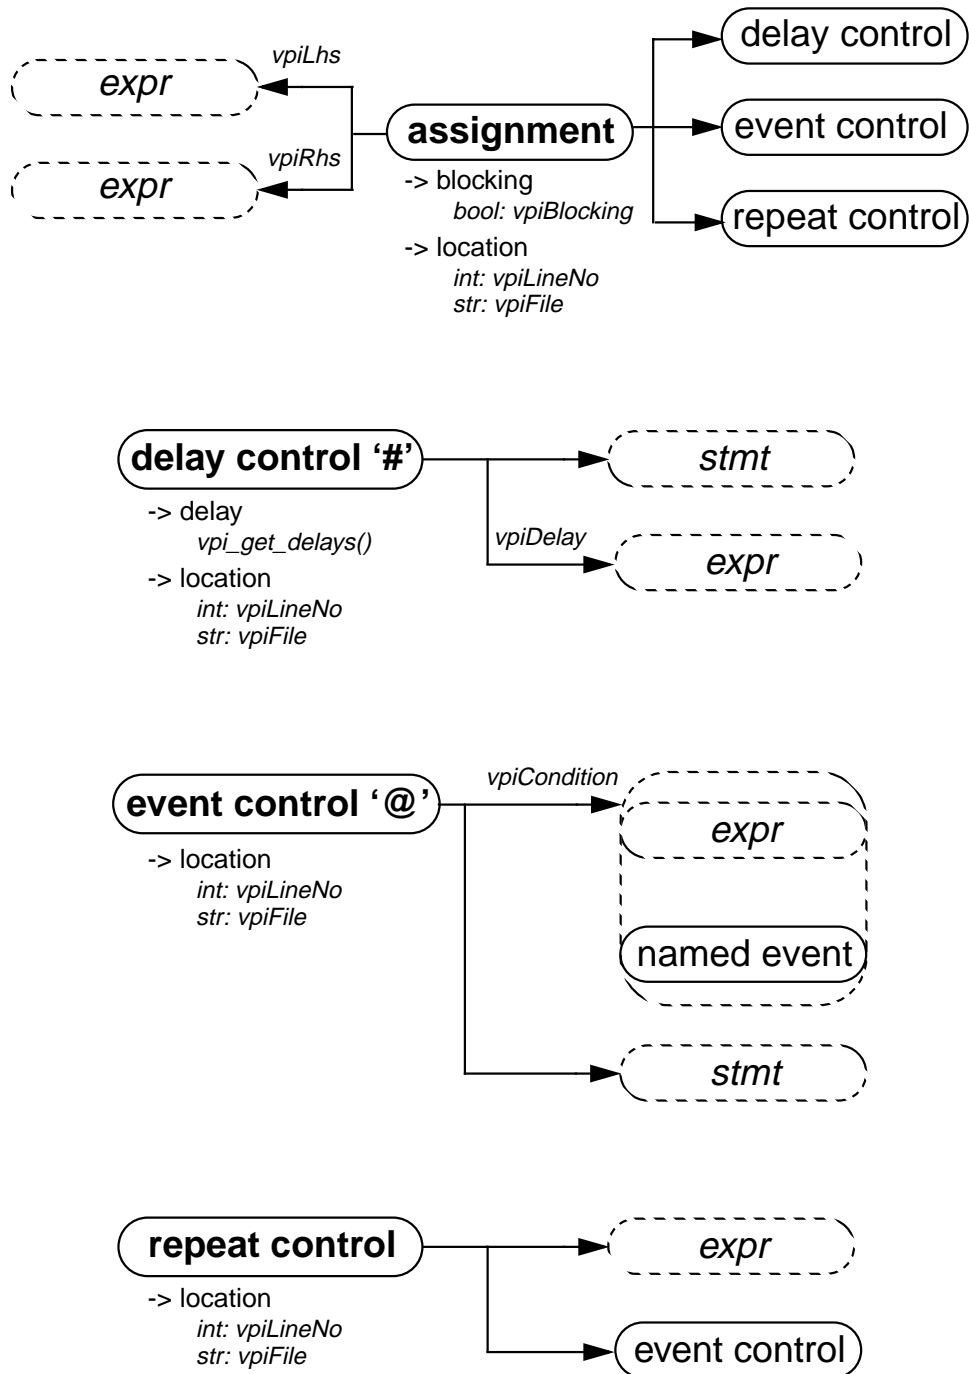 vpiLhs
expr
vpiRhs
expr
assignment
-> blocking
bool: vpiBlocking
-> location
int: vpiLineNo
str: vpiFile
delay control
event control
repeat control
delay control ‘#’
-> delay
vpi_get_delays()
-> location
int: vpiLineNo
str: vpiFile
stmt
vpiDelay
expr
event control ‘@’
-> location
int: vpiLineNo
str: vpiFile
vpiCondition
expr
named event
stmt
repeat control
-> location
int: vpiLineNo
str: vpiFile
expr
event control